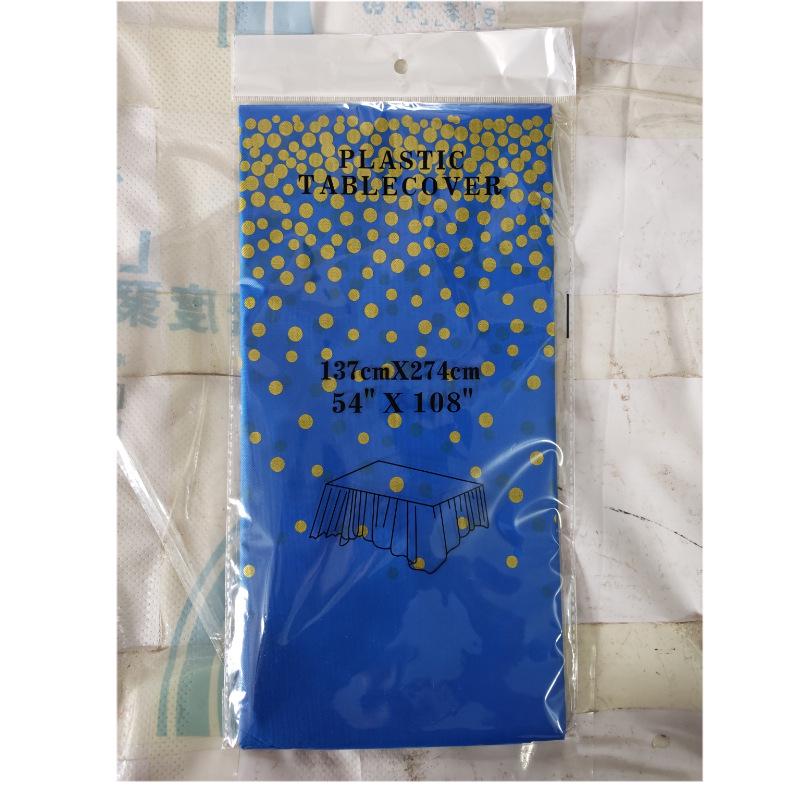 PLASTIC
TABLECOVER
137cmX274cm
54" X 108"